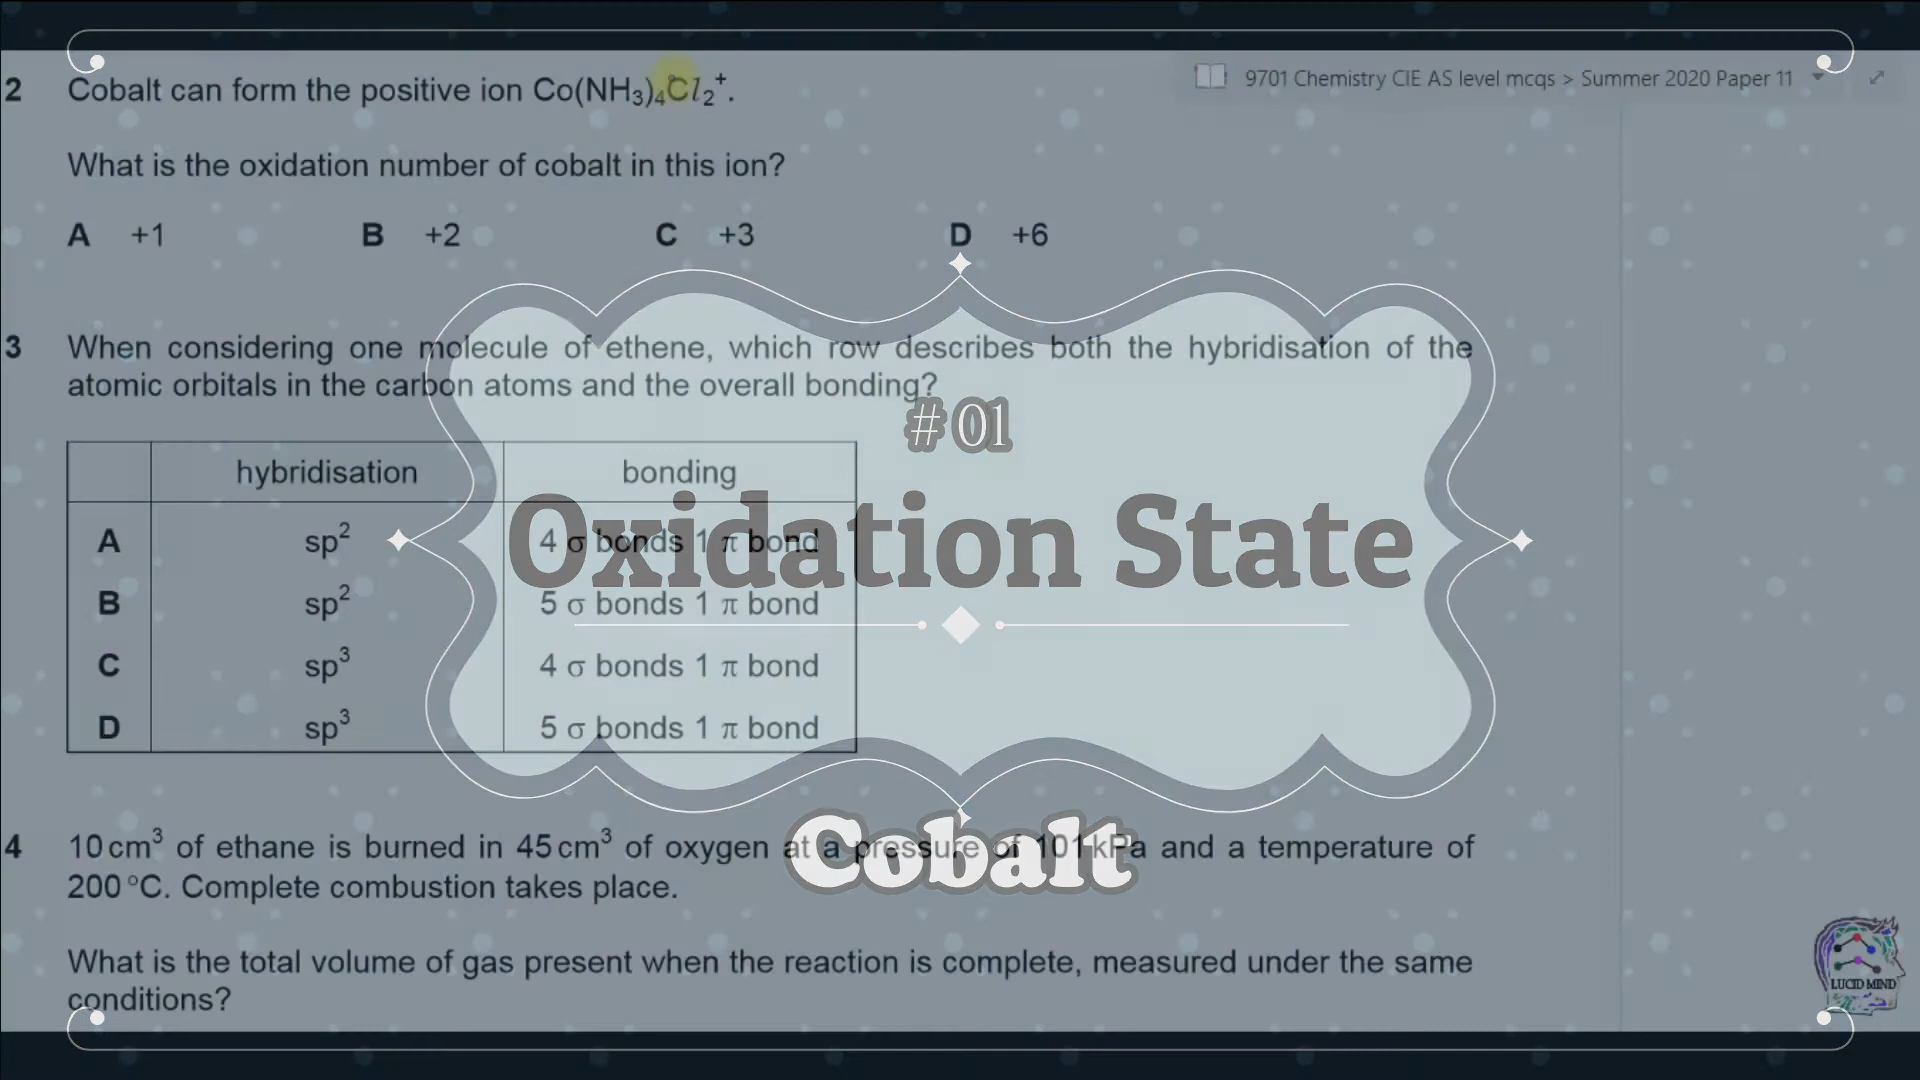 2 Cobalt can form the positive ion Co(NH₃)₄Cl₂⁺.
9701 Chemistry CIE AS level mcqs > Summer 2020 Paper 11
What is the oxidation number of cobalt in this ion?
A +1 B +2 C +3 D +6
3 When considering one molecule of ethene, which row describes both the hybridisation of the
atomic orbitals in the carbon atoms and the overall bonding?
#01
hybridisation bonding
Oxidation State
A sp² 4 σ bonds 1 π bond
B sp² 5 σ bonds 1 π bond
C sp³ 4 σ bonds 1 π bond
D sp³ 5 σ bonds 1 π bond
Cobalt
4 10 cm³ of ethane is burned in 45 cm³ of oxygen at a pressure of 101 kPa and a temperature of
200 °C. Complete combustion takes place.
What is the total volume of gas present when the reaction is complete, measured under the same
conditions?
LUCID MIND